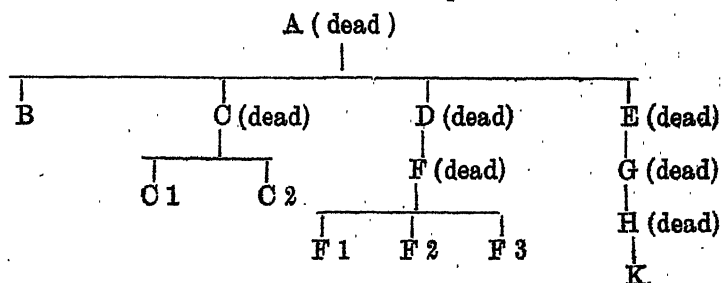 A (dead)
B C (dead) D (dead) E (dead)
C 1 C 2 F (dead) G (dead)
F 1 F 2 F 3 H (dead)
K.